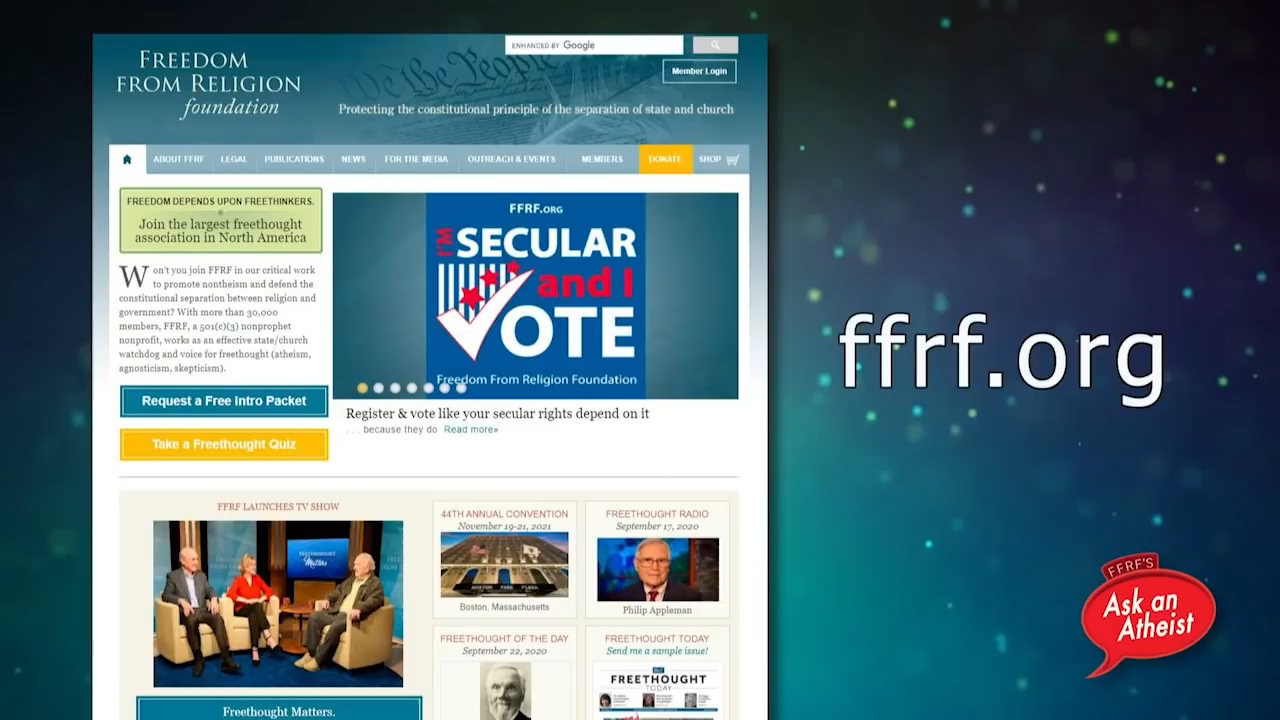 ENHANCED BY Google
FREEDOM
FROM RELIGION
foundation
We the People
Member Login
Protecting the constitutional principle of the separation of state and church
ABOUT FFRF LEGAL PUBLICATIONS NEWS FOR THE MEDIA OUTREACH & EVENTS MEMBERS DONATE SHOP
FREEDOM DEPENDS UPON FREETHINKERS.
Join the largest freethought
association in North America
Won't you join FFRF in our critical work
to promote nontheism and defend the
constitutional separation between religion and
government? With more than 30,000
members, FFRF, a 501(c)(3) nonprophet
nonprofit, works as an effective state/church
watchdog and voice for freethought (atheism,
agnosticism, skepticism).
Request a Free Intro Packet
Take a Freethought Quiz
FFRF.ORG
I'M SECULAR
and I
VOTE
Freedom From Religion Foundation
Register & vote like your secular rights depend on it
. . . because they do Read more»
ffrf.org
FFRF LAUNCHES TV SHOW
FREETHOUGHT
Matters
Freethought Matters.
44TH ANNUAL CONVENTION
November 19-21, 2021
BOSTON PARK PLAZA
Boston, Massachusetts
FREETHOUGHT RADIO
September 17, 2020
Philip Appleman
FREETHOUGHT OF THE DAY
September 22, 2020
FREETHOUGHT TODAY
Send me a sample issue!
FREETHOUGHT
TODAY
FFRF'S
Ask an
Atheist